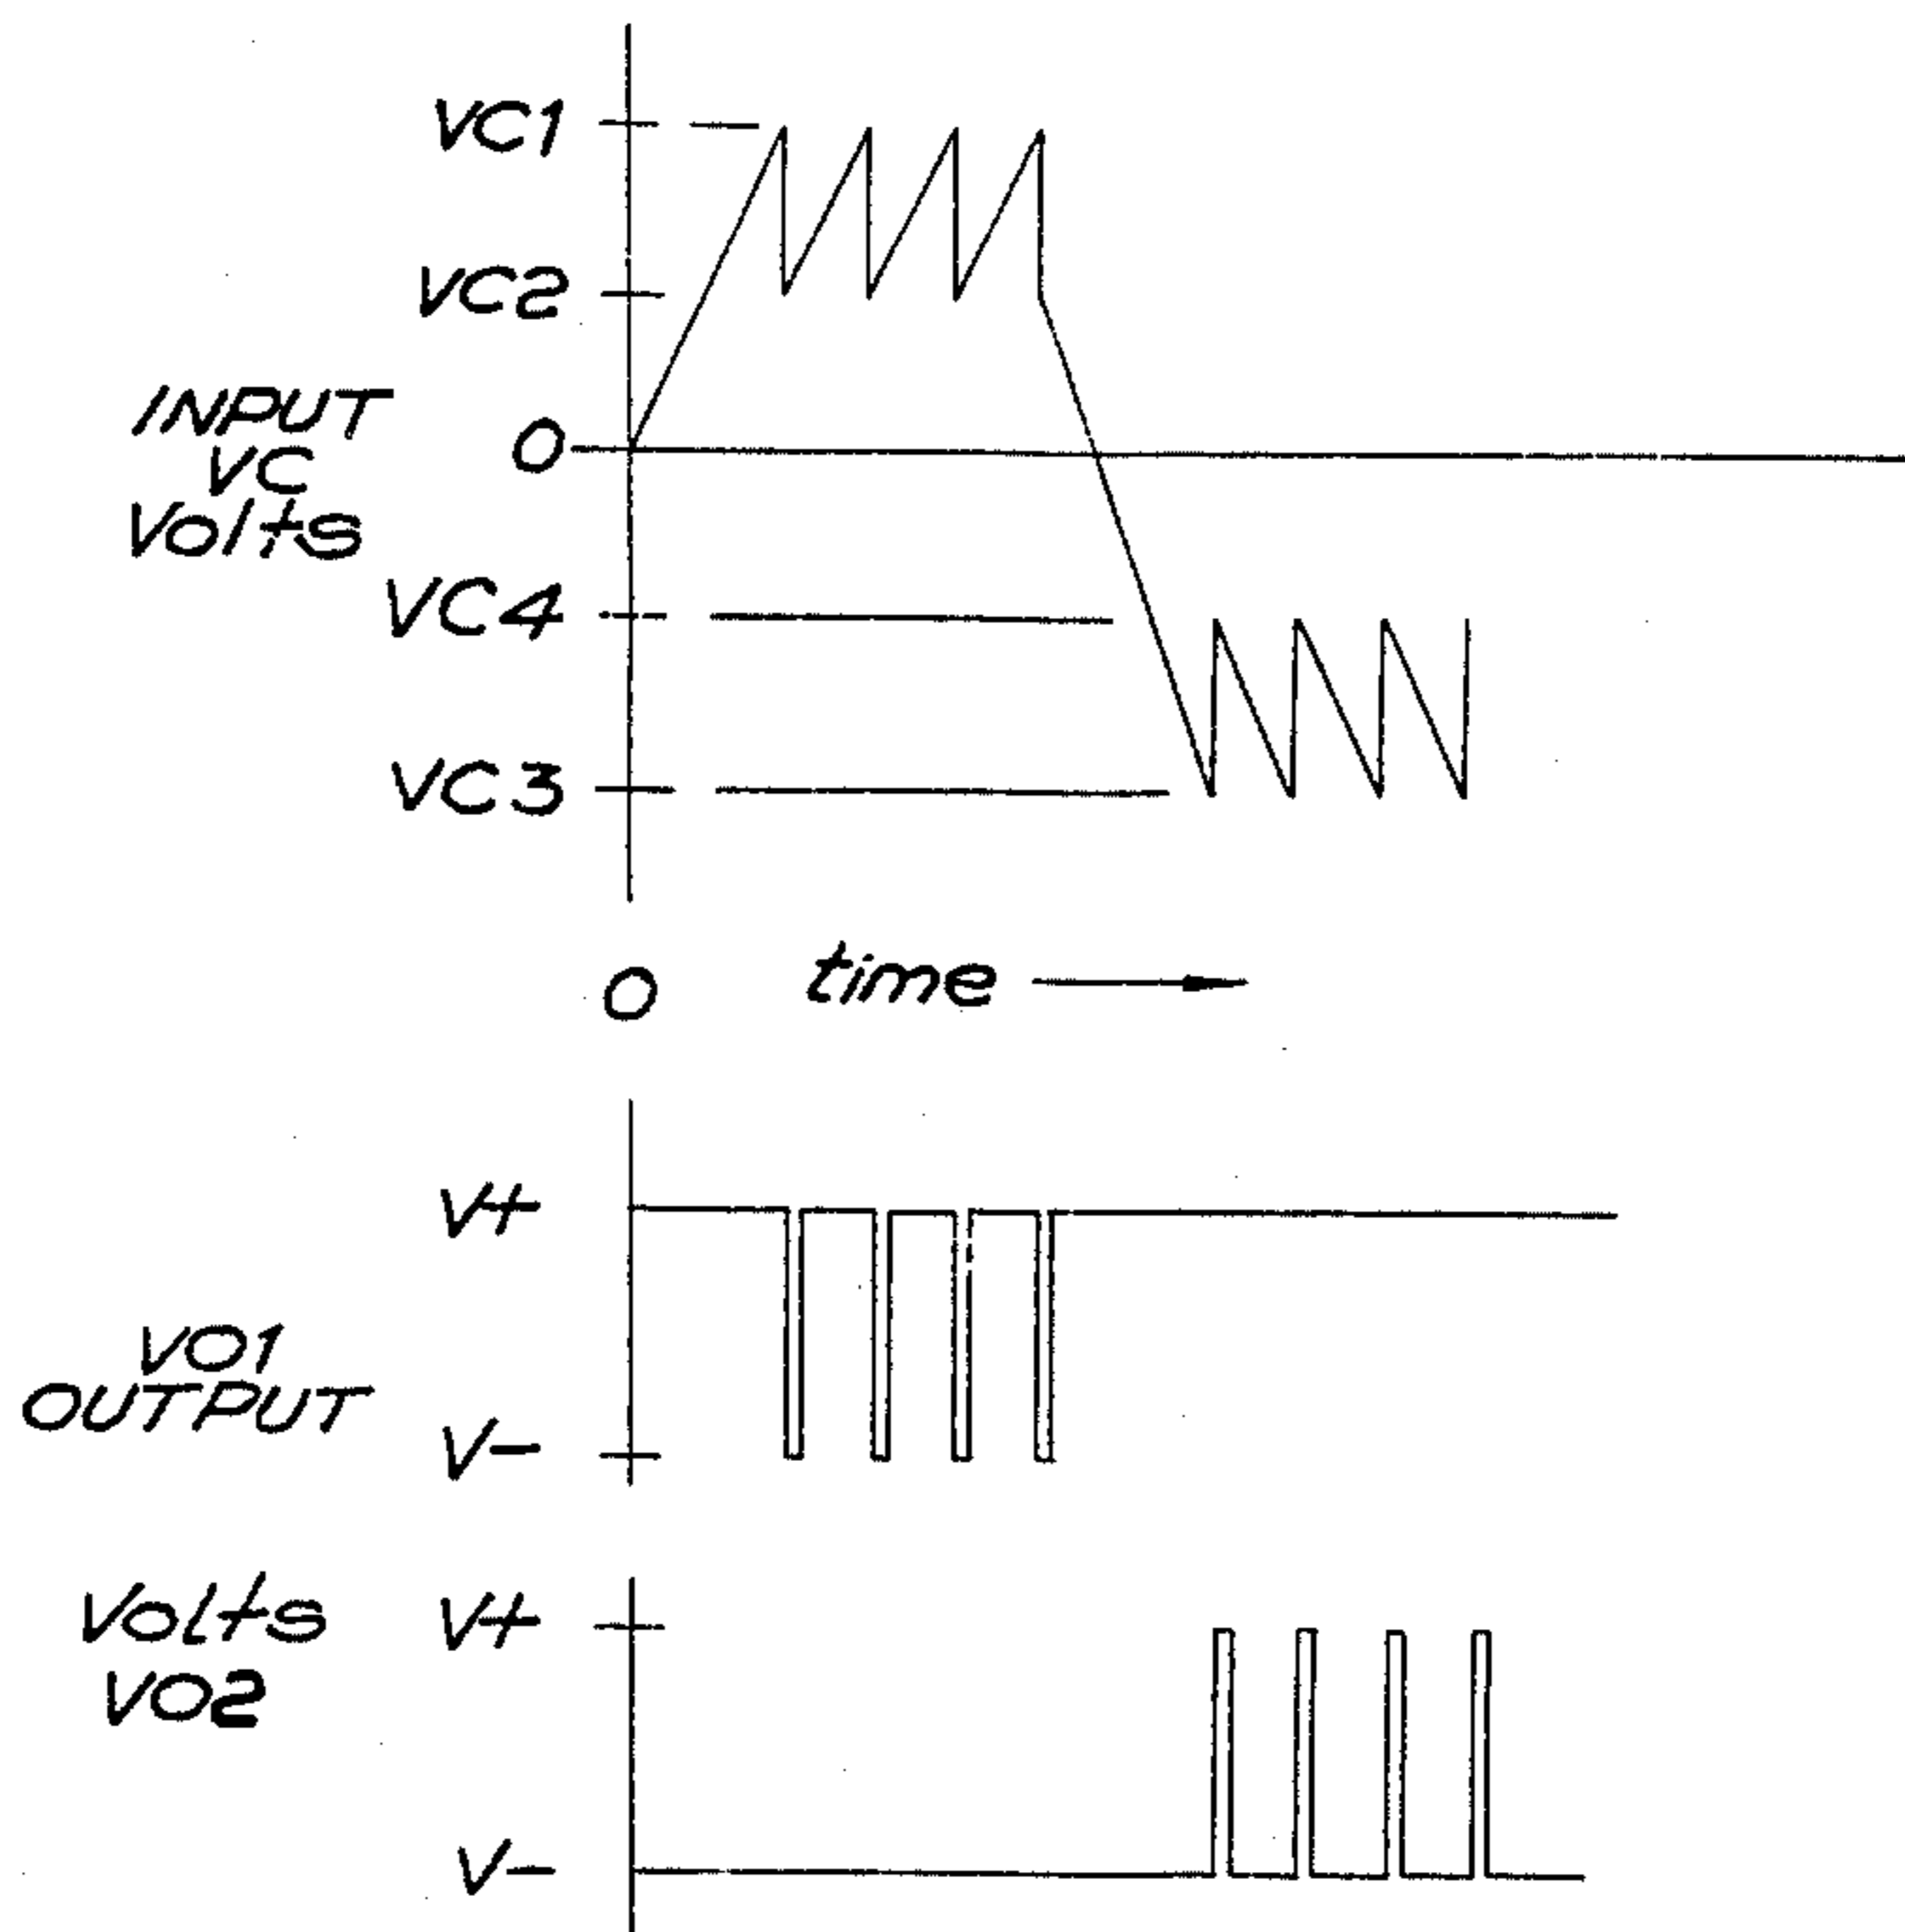 VC1
VC2
INPUT
VC
Volts
0
VC4
VC3
0 time
V+
VO1
OUTPUT
V-
Volts
VO2
V+
V-